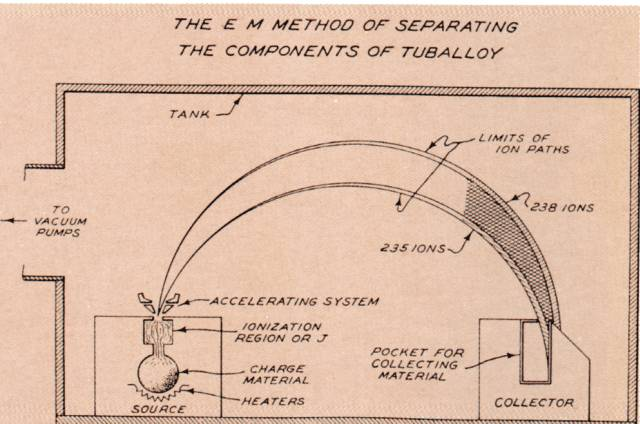 THE E M METHOD OF SEPARATING
THE COMPONENTS OF TUBALLOY
TANK
LIMITS OF
ION PATHS
238 IONS
TO
VACUUM
PUMPS
235 IONS
ACCELERATING SYSTEM
IONIZATION
REGION OR J
CHARGE
MATERIAL
HEATERS
SOURCE
POCKET FOR
COLLECTING
MATERIAL
COLLECTOR